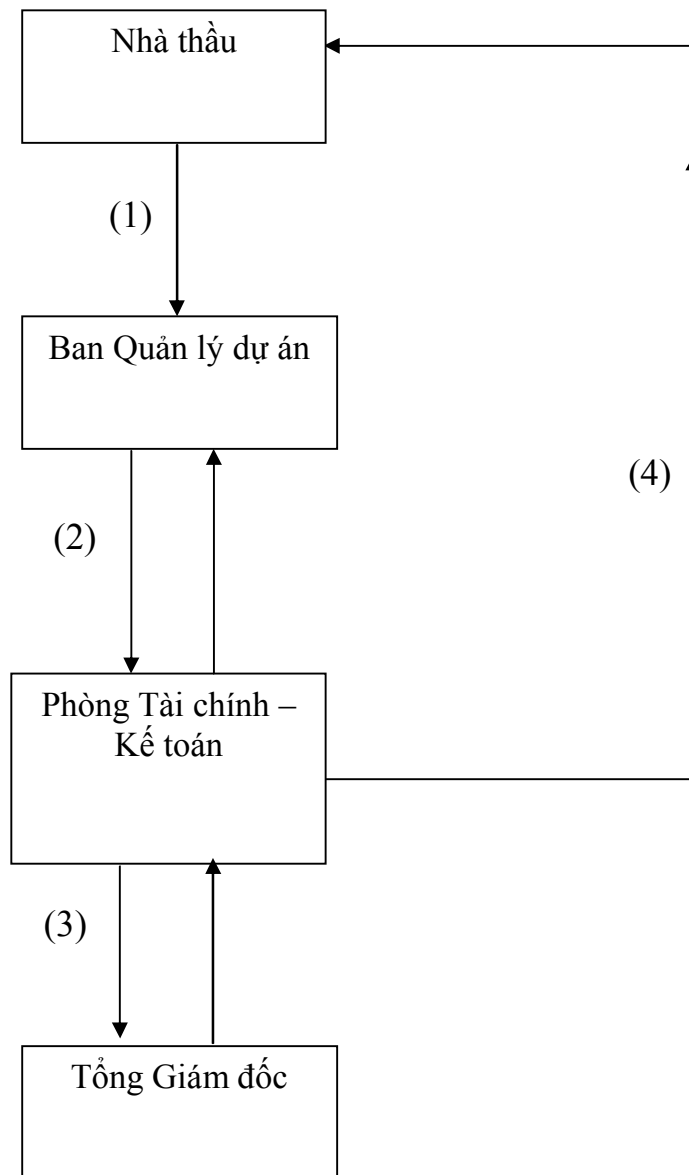 Nhà thầu
(1)
Ban Quản lý dự án
(4)
(2)
Phòng Tài chính –
Kế toán
(3)
Tổng Giám đốc